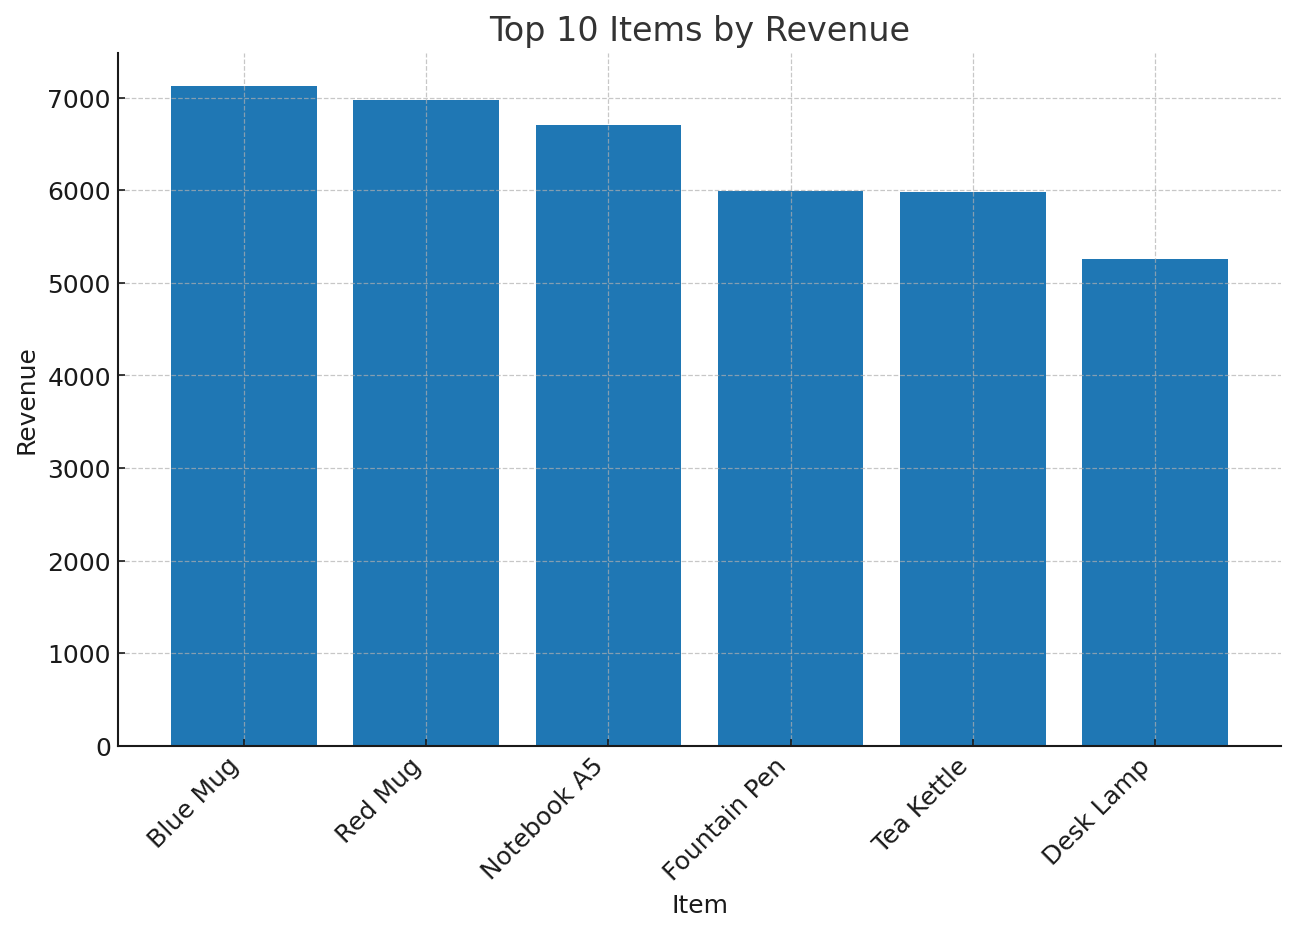 Top 10 Items by Revenue
Revenue
7000
6000
5000
4000
3000
2000
1000
0
Blue Mug
Red Mug
Notebook A5
Fountain Pen
Tea Kettle
Desk Lamp
Item